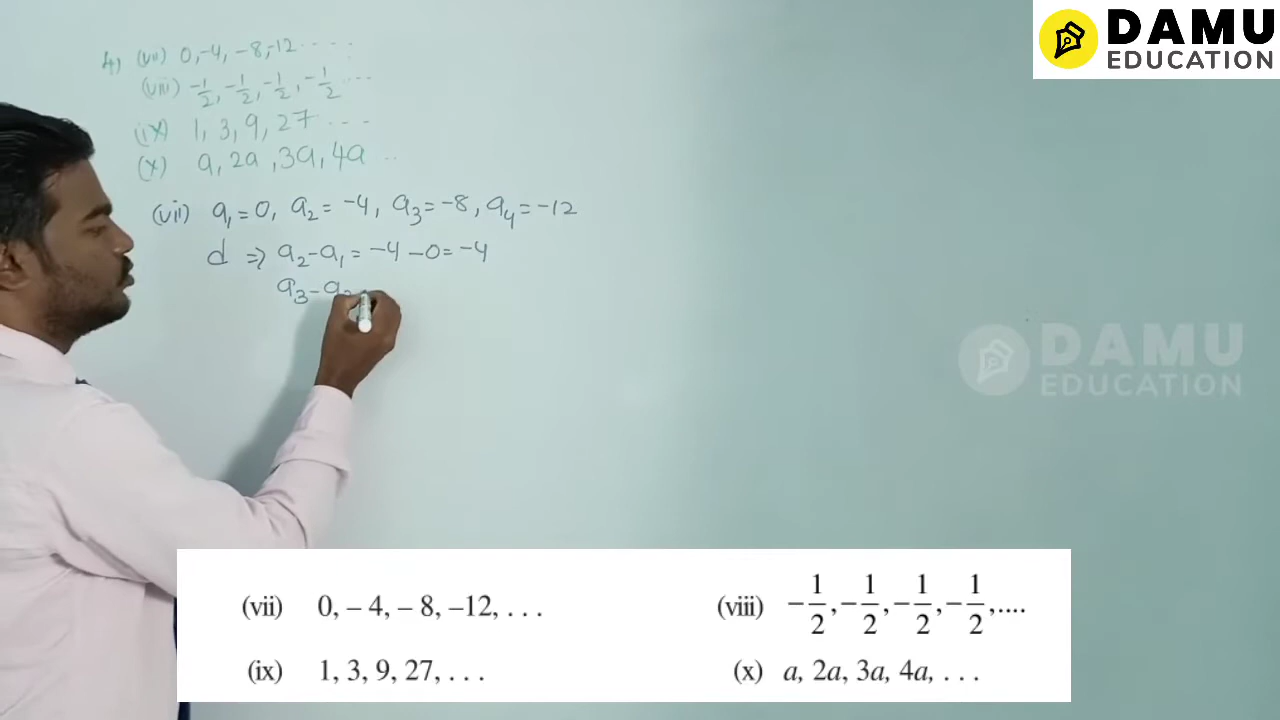 DAMU
EDUCATION
4) (vii) 0, -4, -8, -12 ....
(viii) -1/2, -1/2, -1/2, -1/2 ...
(ix) 1, 3, 9, 27 ....
(x) a, 2a, 3a, 4a ..
(vii) a₁ = 0, a₂ = -4, a₃ = -8, a₄ = -12
d => a₂ - a₁ = -4 - 0 = -4
a₃ - a₂
DAMU
EDUCATION
(vii) 0, – 4, – 8, –12, . . .
(viii) -1/2, -1/2, -1/2, -1/2, ....
(ix) 1, 3, 9, 27, . . .
(x) a, 2a, 3a, 4a, . . .